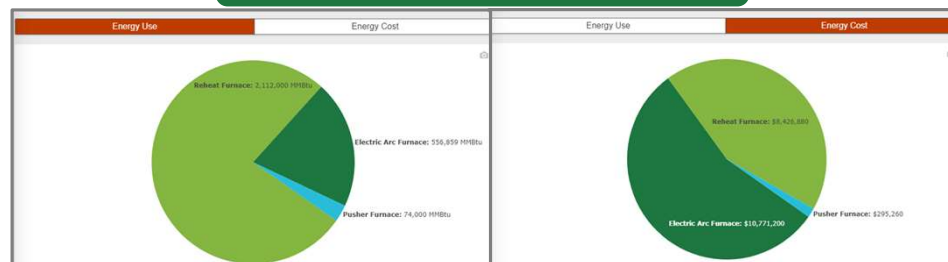 Energy Use
Energy Cost
Reheat Furnace: 2,112,000 MMBtu
Electric Arc Furnace: 556,859 MMBtu
Pusher Furnace: 74,000 MMBtu
Energy Use
Energy Cost
Reheat Furnace: $8,426,880
Pusher Furnace: $295,260
Electric Arc Furnace: $10,771,200